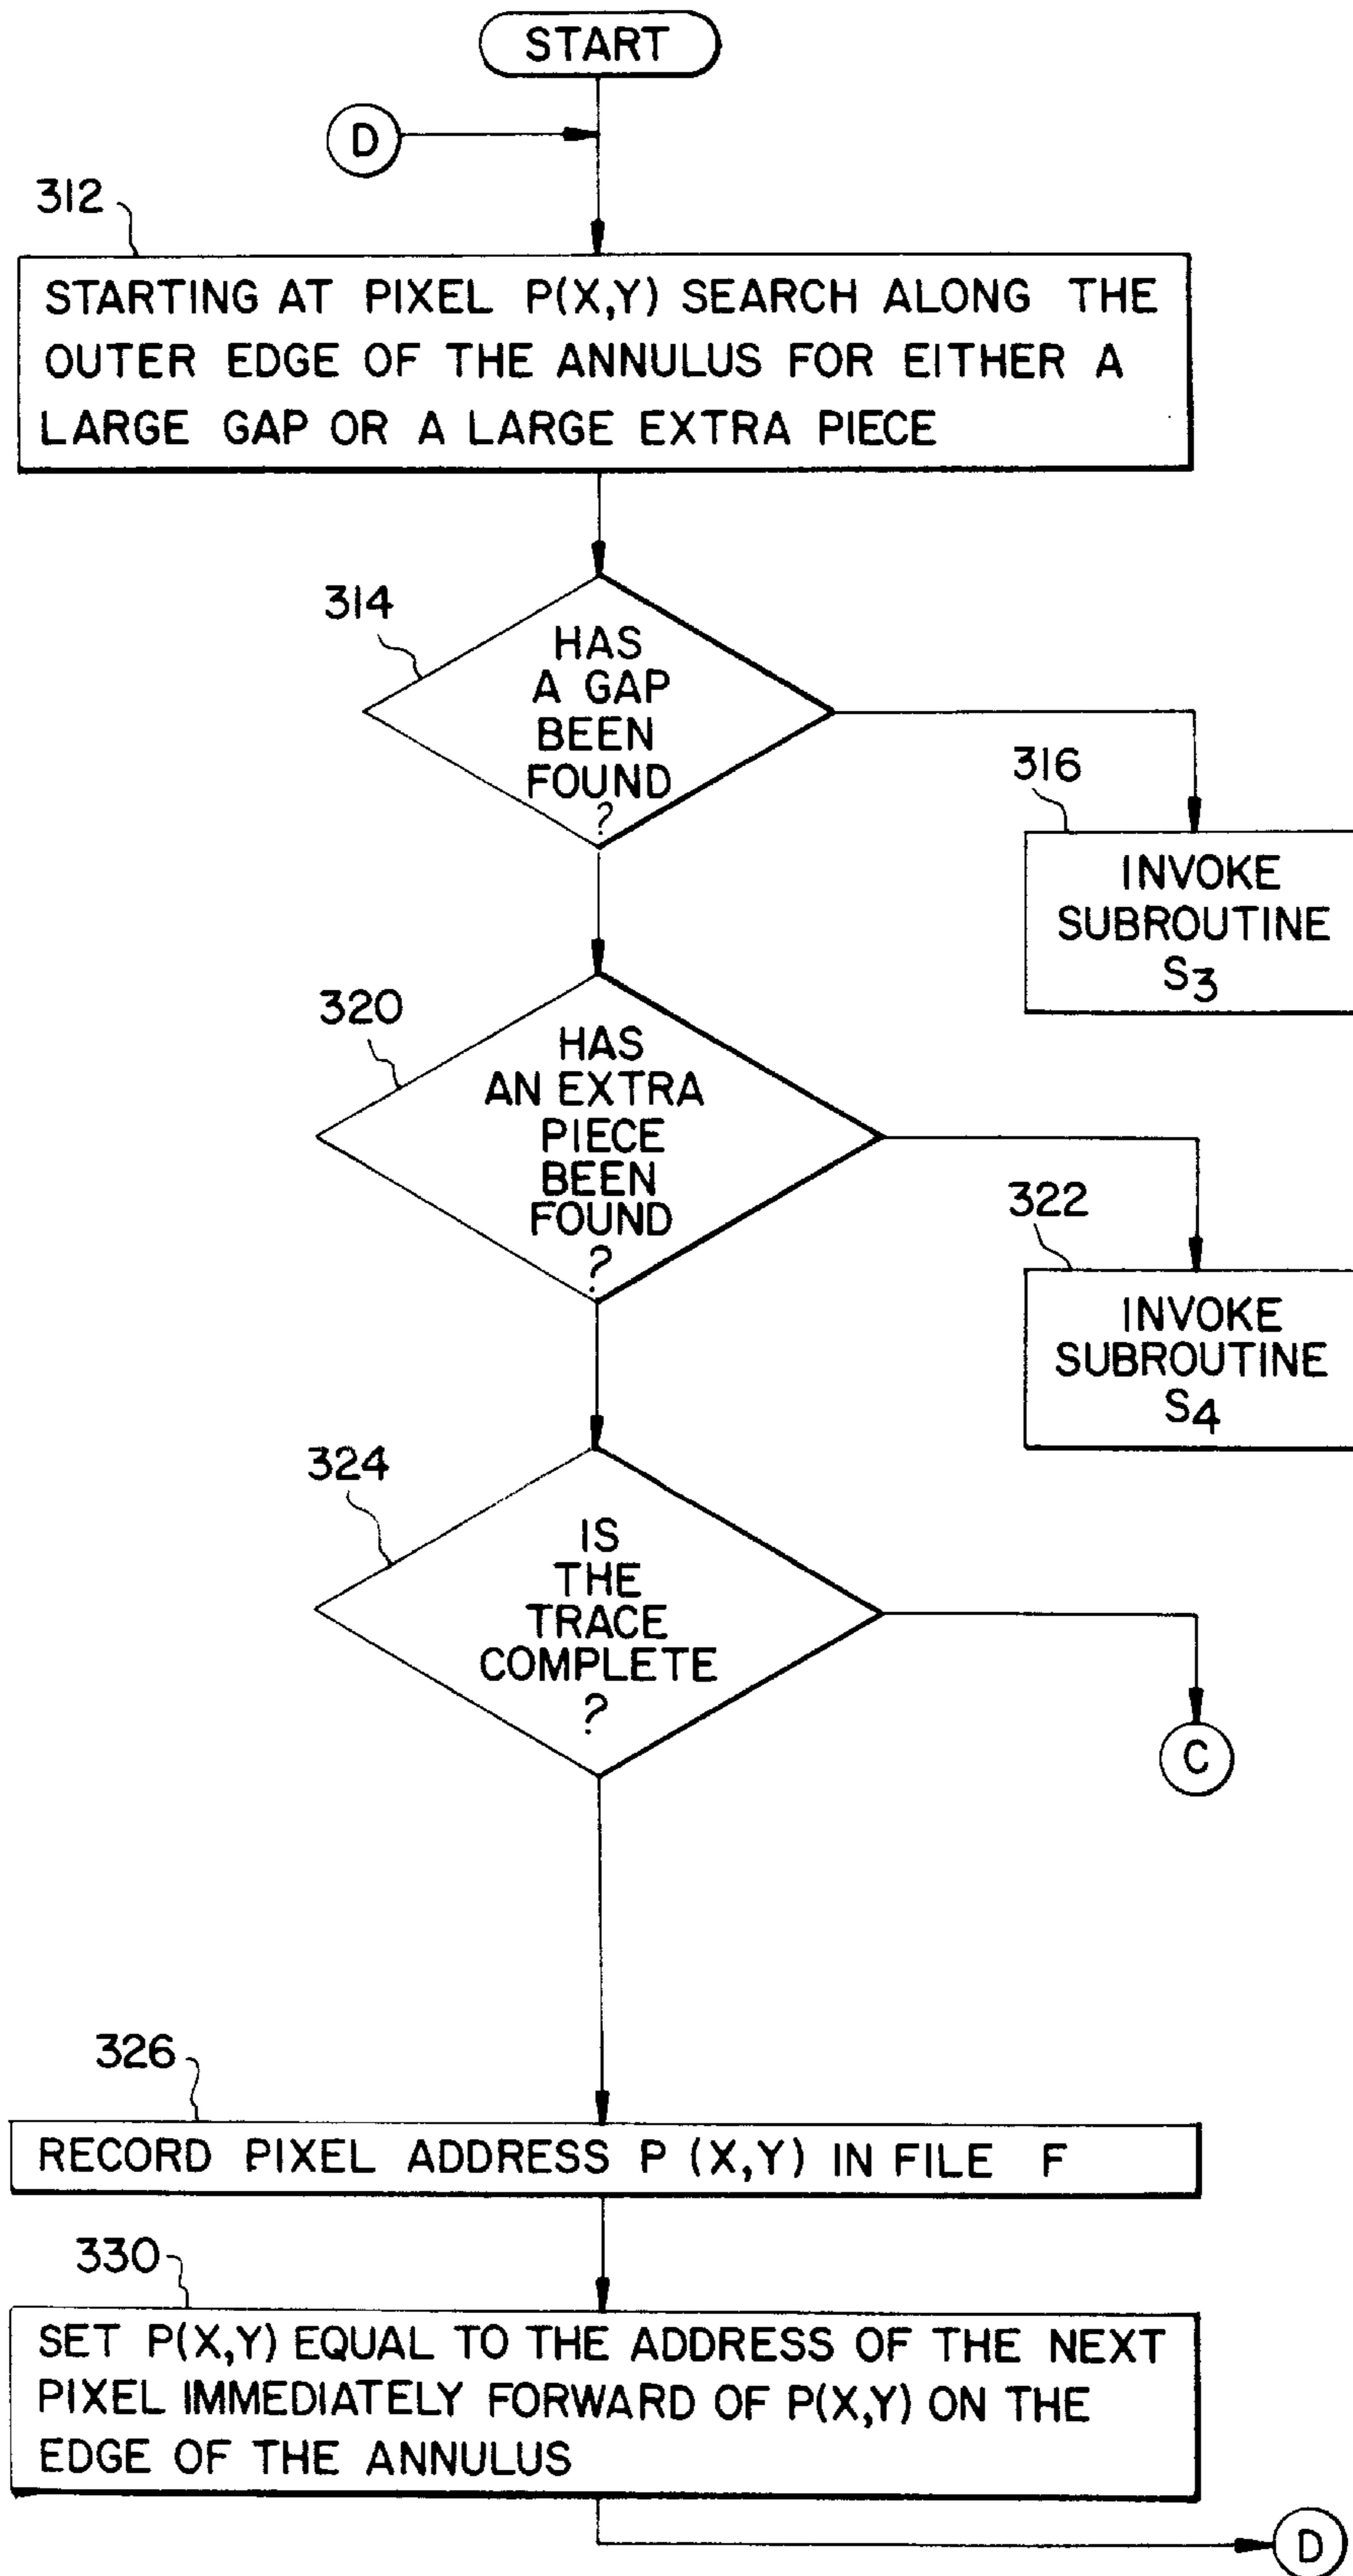 START
D
312
STARTING AT PIXEL P(X,Y) SEARCH ALONG THE
OUTER EDGE OF THE ANNULUS FOR EITHER A
LARGE GAP OR A LARGE EXTRA PIECE
314
HAS
A GAP
BEEN
FOUND
?
316
INVOKE
SUBROUTINE
S3
320
HAS
AN EXTRA
PIECE
BEEN
FOUND
?
322
INVOKE
SUBROUTINE
S4
324
IS
THE
TRACE
COMPLETE
?
C
326
RECORD PIXEL ADDRESS P (X,Y) IN FILE F
330
SET P(X,Y) EQUAL TO THE ADDRESS OF THE NEXT
PIXEL IMMEDIATELY FORWARD OF P(X,Y) ON THE
EDGE OF THE ANNULUS
D